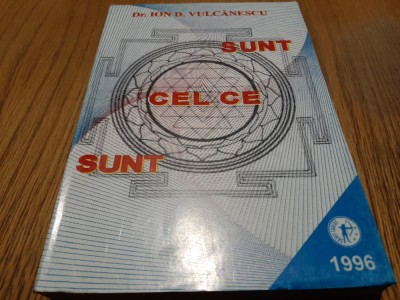 Dr. ION D. VULCĂNESCU
SUNT
CEL CE
SUNT
1996